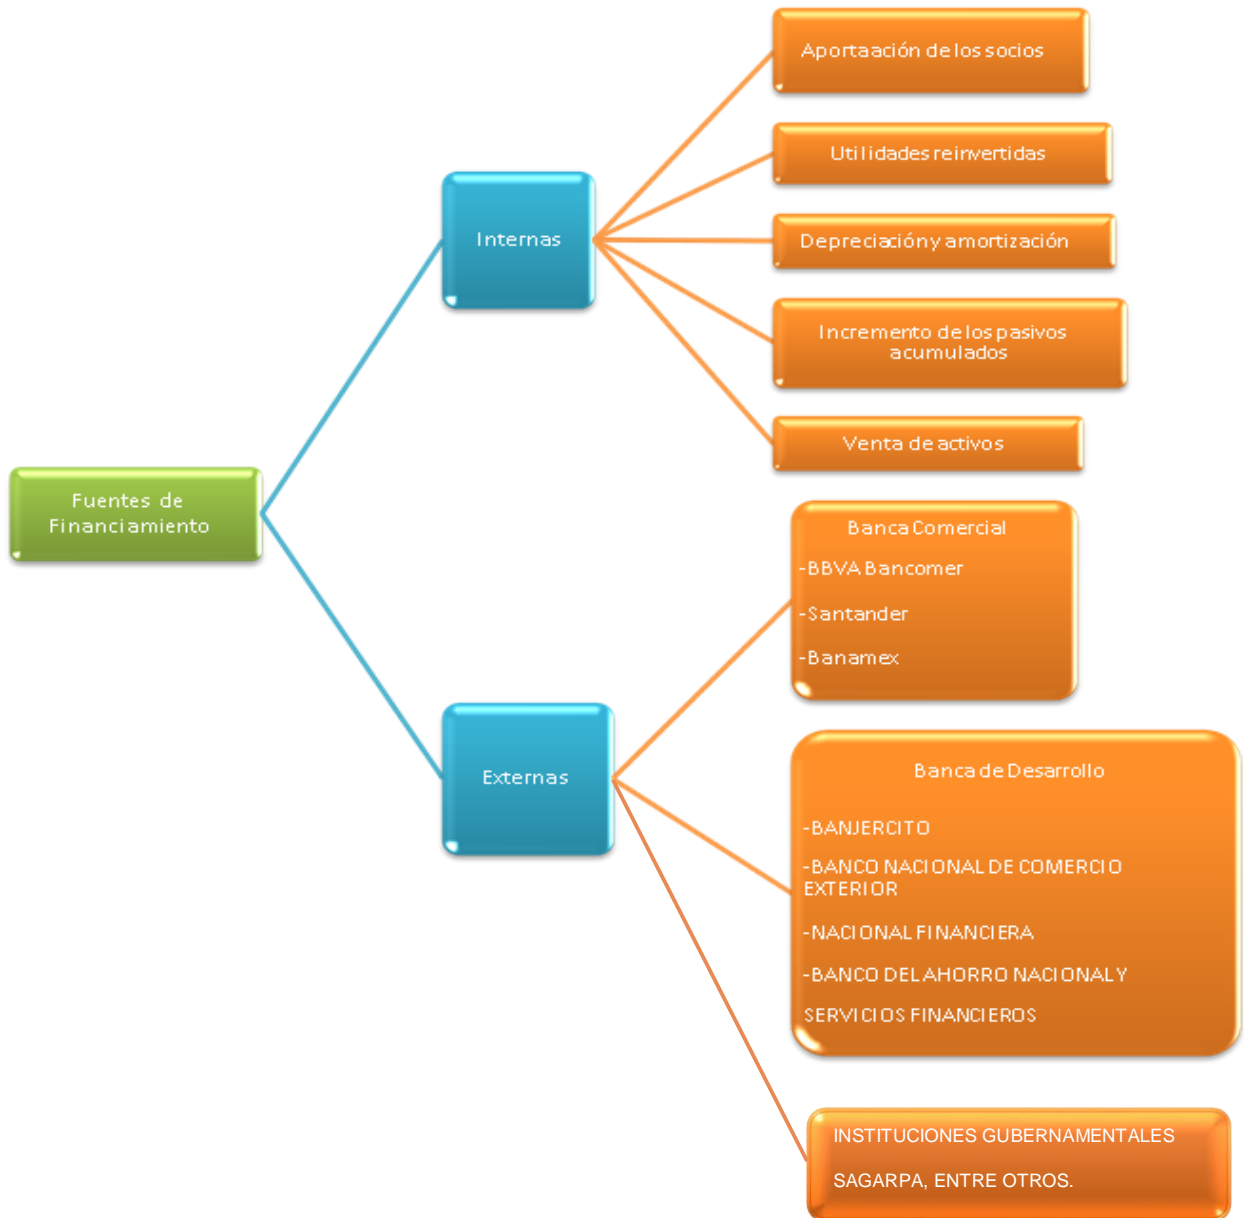 Fuentes de
Financiamiento
Internas
Aportaación de los socios
Utilidades reinvertidas
Depreciación y amortización
Incremento de los pasivos
acumulados
Venta de activos
Externas
Banca Comercial
-BBVA Bancomer
-Santander
-Banamex
Banca de Desarrollo
-BANJERCITO
-BANCO NACIONAL DE COMERCIO
EXTERIOR
-NACIONAL FINANCIERA
-BANCO DEL AHORRO NACIONAL Y
SERVICIOS FINANCIEROS
INSTITUCIONES GUBERNAMENTALES
SAGARPA, ENTRE OTROS.